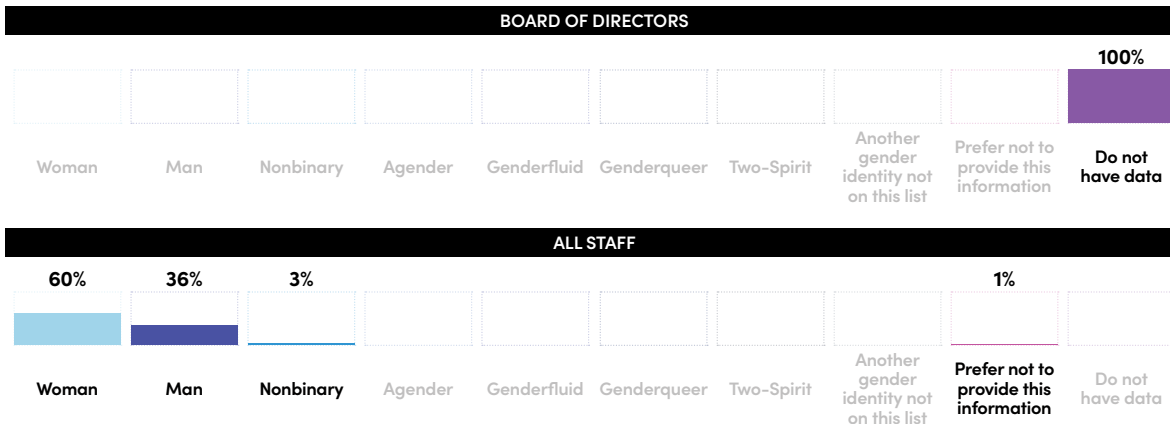 BOARD OF DIRECTORS
100%
Woman
Man
Nonbinary
Agender
Genderfluid
Genderqueer
Two-Spirit
Another
gender
identity not
on this list
Prefer not to
provide this
information
Do not
have data
ALL STAFF
60%
36%
3%
1%
Woman
Man
Nonbinary
Agender
Genderfluid
Genderqueer
Two-Spirit
Another
gender
identity not
on this list
Prefer not to
provide this
information
Do not
have data